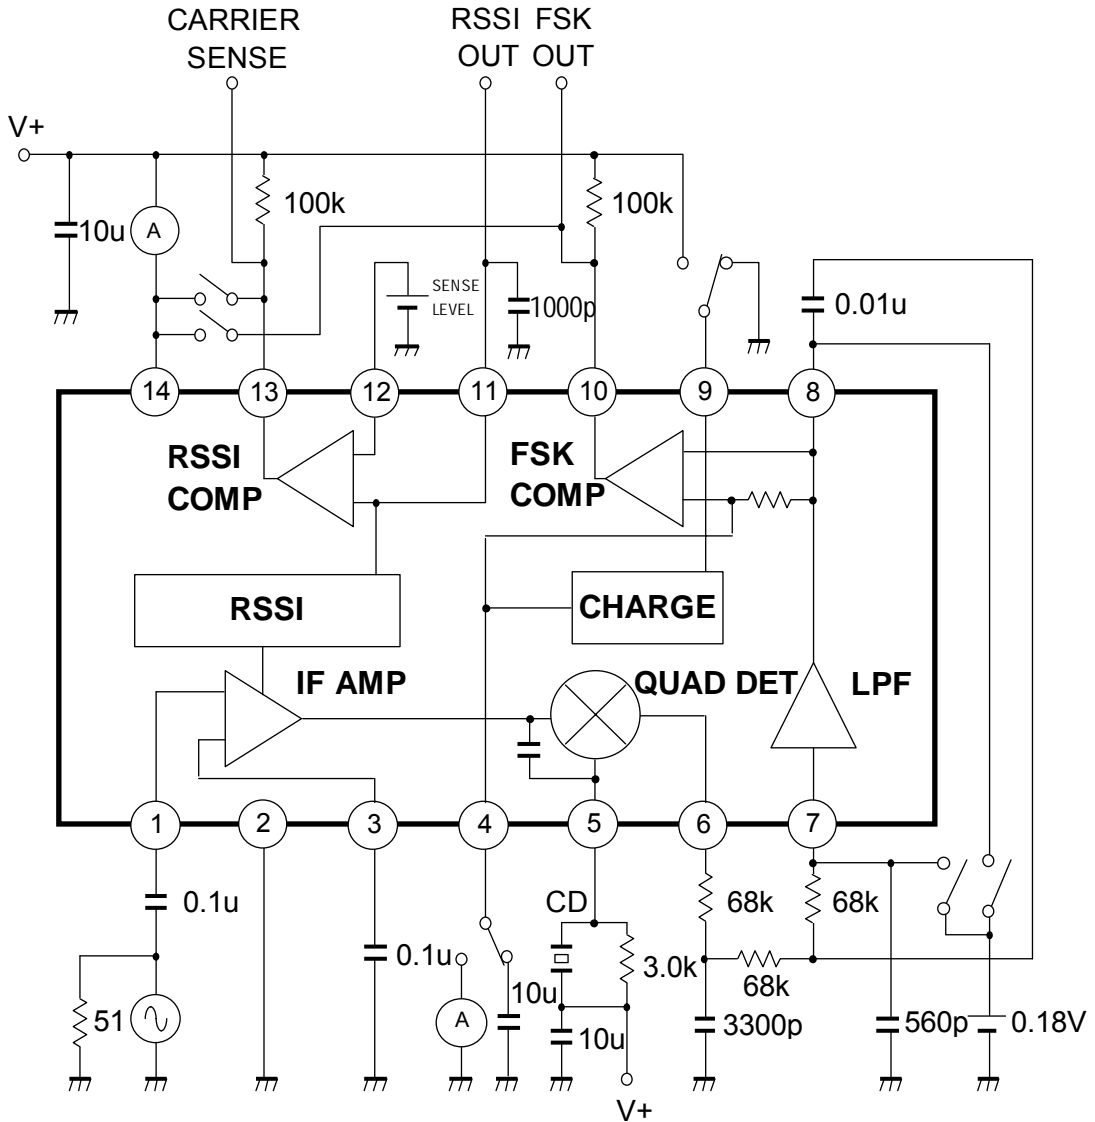 CARRIER
SENSE
RSSI
OUT
FSK
OUT
V+
10u
A
100k
100k
SENSE
LEVEL
1000p
0.01u
14
13
12
11
10
9
8
RSSI
COMP
FSK
COMP
RSSI
CHARGE
IF AMP
QUAD DET
LPF
1
2
3
4
5
6
7
0.1u
CD
68k
68k
0.1u
3.0k
68k
10u
51
A
10u
3300p
560p
0.18V
V+